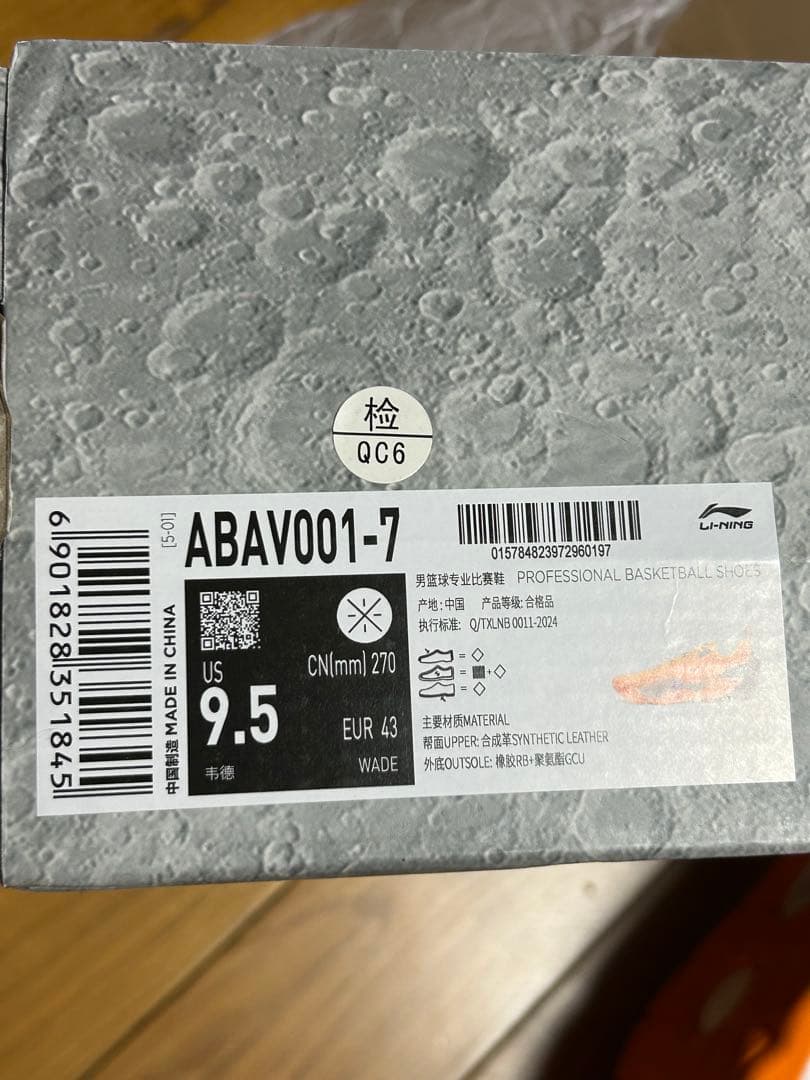 检
QC6
6 901828 351845
[5-01]
中国制造 MADE IN CHINA
ABAV001-7
015784823972960197
LI-NING
男篮球专业比赛鞋 PROFESSIONAL BASKETBALL SHOES
产地: 中国 产品等级: 合格品
执行标准: Q/TXLNB 0011-2024
US
9.5
韦德
CN(mm) 270
EUR 43
WADE
主要材质MATERIAL
帮面UPPER: 合成革SYNTHETIC LEATHER
外底OUTSOLE: 橡胶RB+聚氨酯GCU